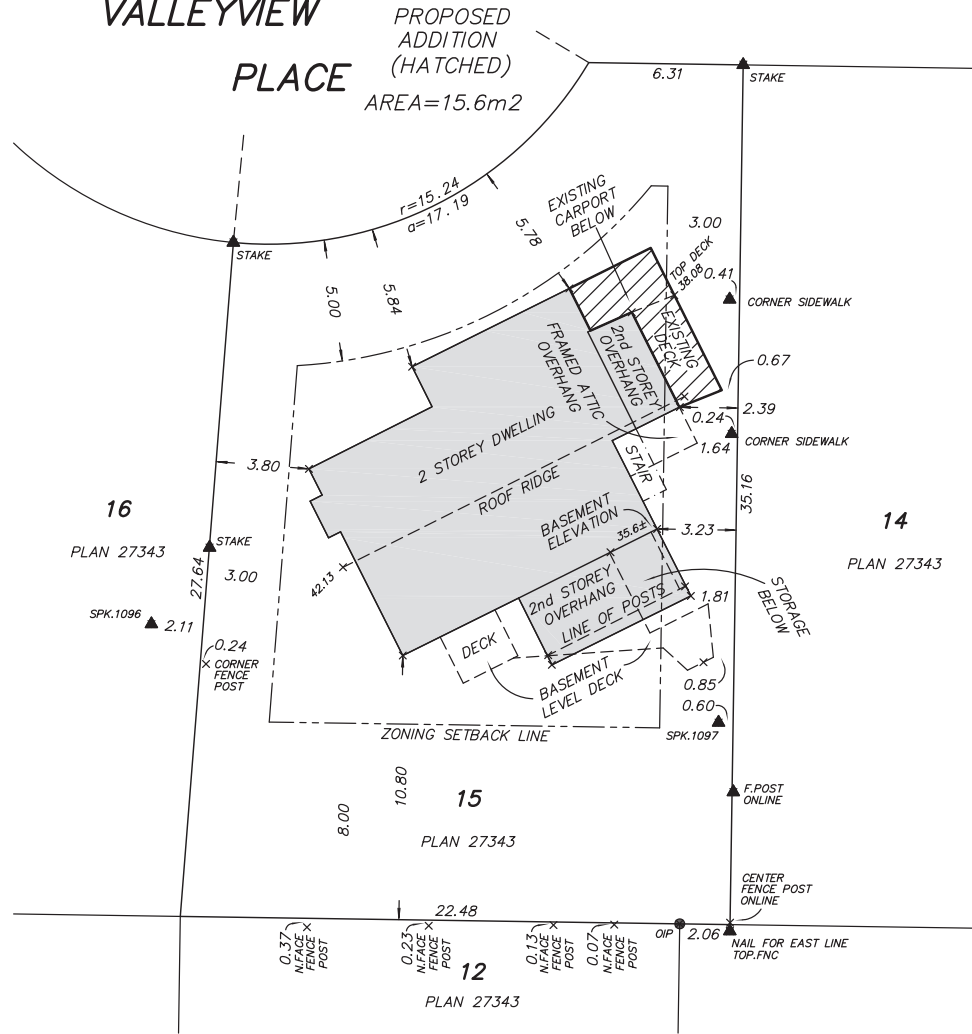 VALLEYVIEW
PLACE
PROPOSED
ADDITION
(HATCHED)
AREA=15.6m2
6.31
STAKE
r=15.24
a=17.19
EXISTING
CARPORT
BELOW
5.78
3.00
TOP DECK
38.08
0.41
STAKE
5.00
5.84
CORNER SIDEWALK
FRAMED ATTIC
OVERHANG
2nd STOREY
OVERHANG
EXISTING
DECK
0.67
2.39
0.24
CORNER SIDEWALK
1.64
2 STOREY DWELLING
3.80
ROOF RIDGE
STAIR
35.16
16
PLAN 27343
BASEMENT
ELEVATION
35.6±
3.23
14
PLAN 27343
STAKE
27.64
3.00
42.13
2nd STOREY
OVERHANG
LINE OF POSTS
STORAGE
BELOW
1.81
SPK.1096
2.11
0.24
CORNER
FENCE
POST
DECK
BASEMENT
LEVEL DECK
0.85
0.60
SPK.1097
ZONING SETBACK LINE
10.80
8.00
15
PLAN 27343
F.POST
ONLINE
CENTER
FENCE POST
ONLINE
22.48
OIP
2.06
NAIL FOR EAST LINE
TOP.FNC
0.37
N.FACE
FENCE
POST
0.23
N.FACE
FENCE
POST
0.13
N.FACE
FENCE
POST
0.07
N.FACE
FENCE
POST
12
PLAN 27343